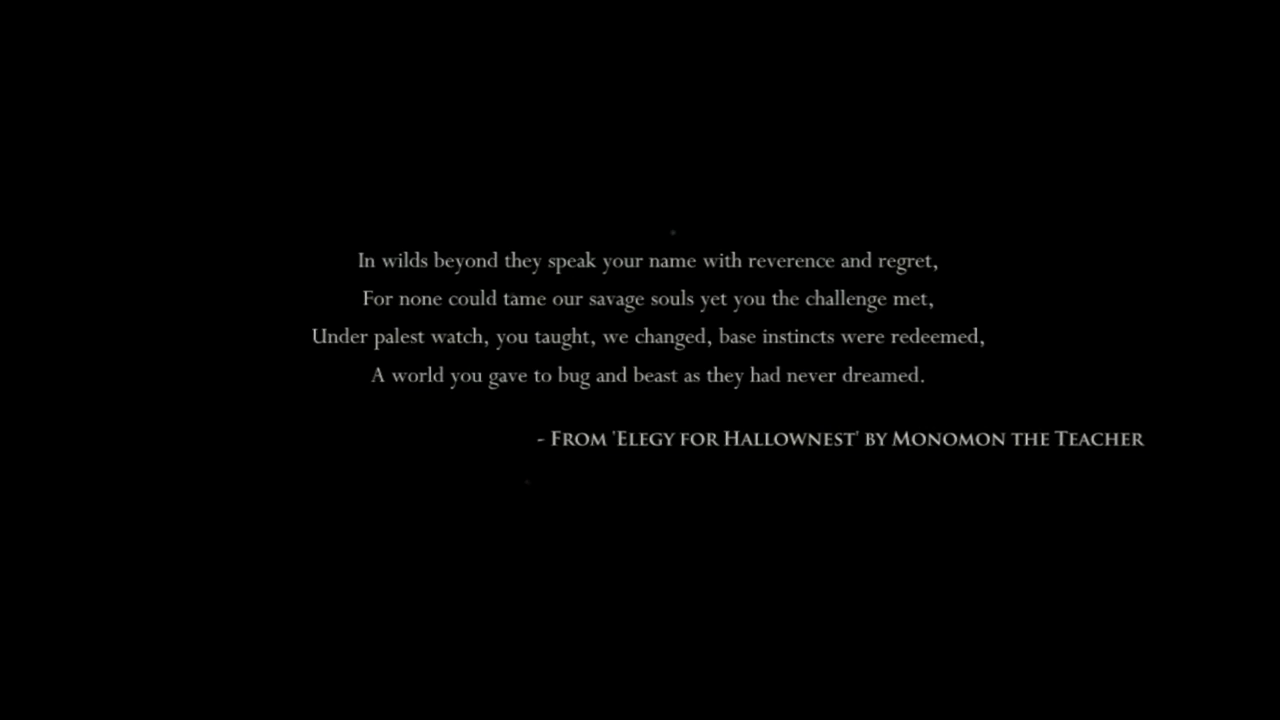 In wilds beyond they speak your name with reverence and regret,
For none could tame our savage souls yet you the challenge met,
Under palest watch, you taught, we changed, base instincts were redeemed,
A world you gave to bug and beast as they had never dreamed.
- From 'Elegy for Hallownest' by Monomon the Teacher